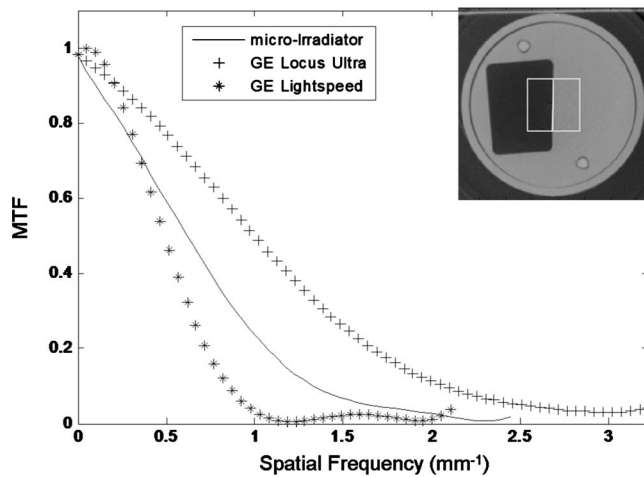 micro-Irradiator
GE Locus Ultra
GE Lightspeed
MTF
1
0.8
0.6
0.4
0.2
0
0 0.5 1 1.5 2 2.5 3
Spatial Frequency (mm⁻¹)